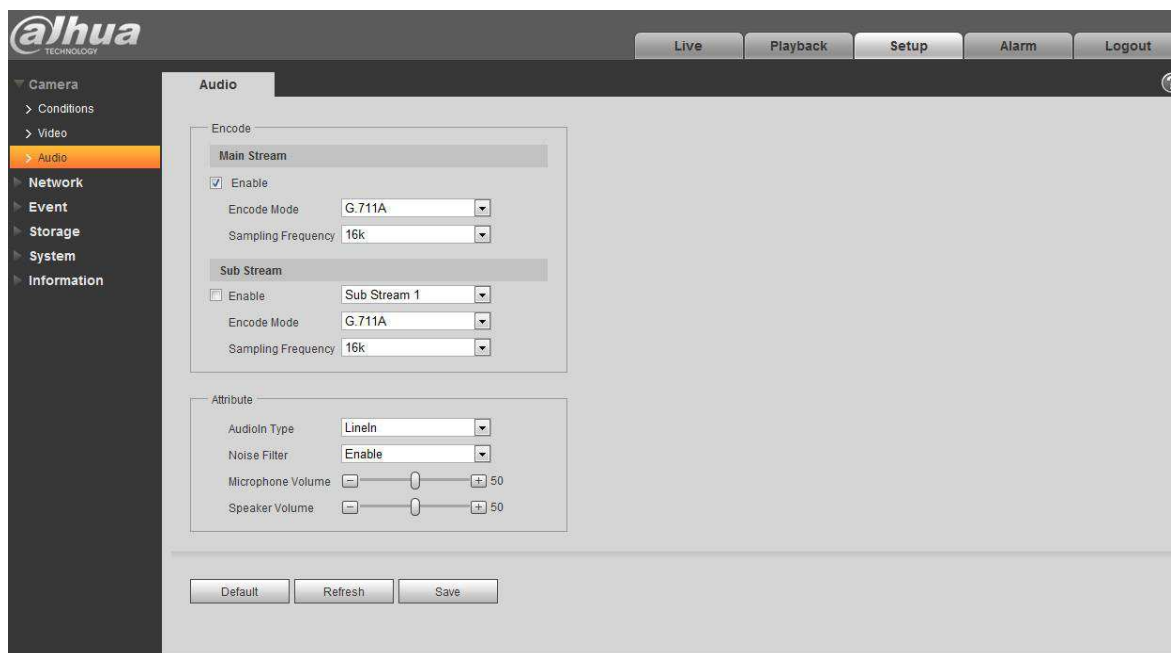 alhua
TECHNOLOGY
Live Playback Setup Alarm Logout
Camera
> Conditions
> Video
> Audio
Network
Event
Storage
System
Information
Audio
?
Encode
Main Stream
Enable
Encode Mode G.711A
Sampling Frequency 16k
Sub Stream
Enable Sub Stream 1
Encode Mode G.711A
Sampling Frequency 16k
Attribute
AudioIn Type LineIn
Noise Filter Enable
Microphone Volume - + 50
Speaker Volume - + 50
Default Refresh Save